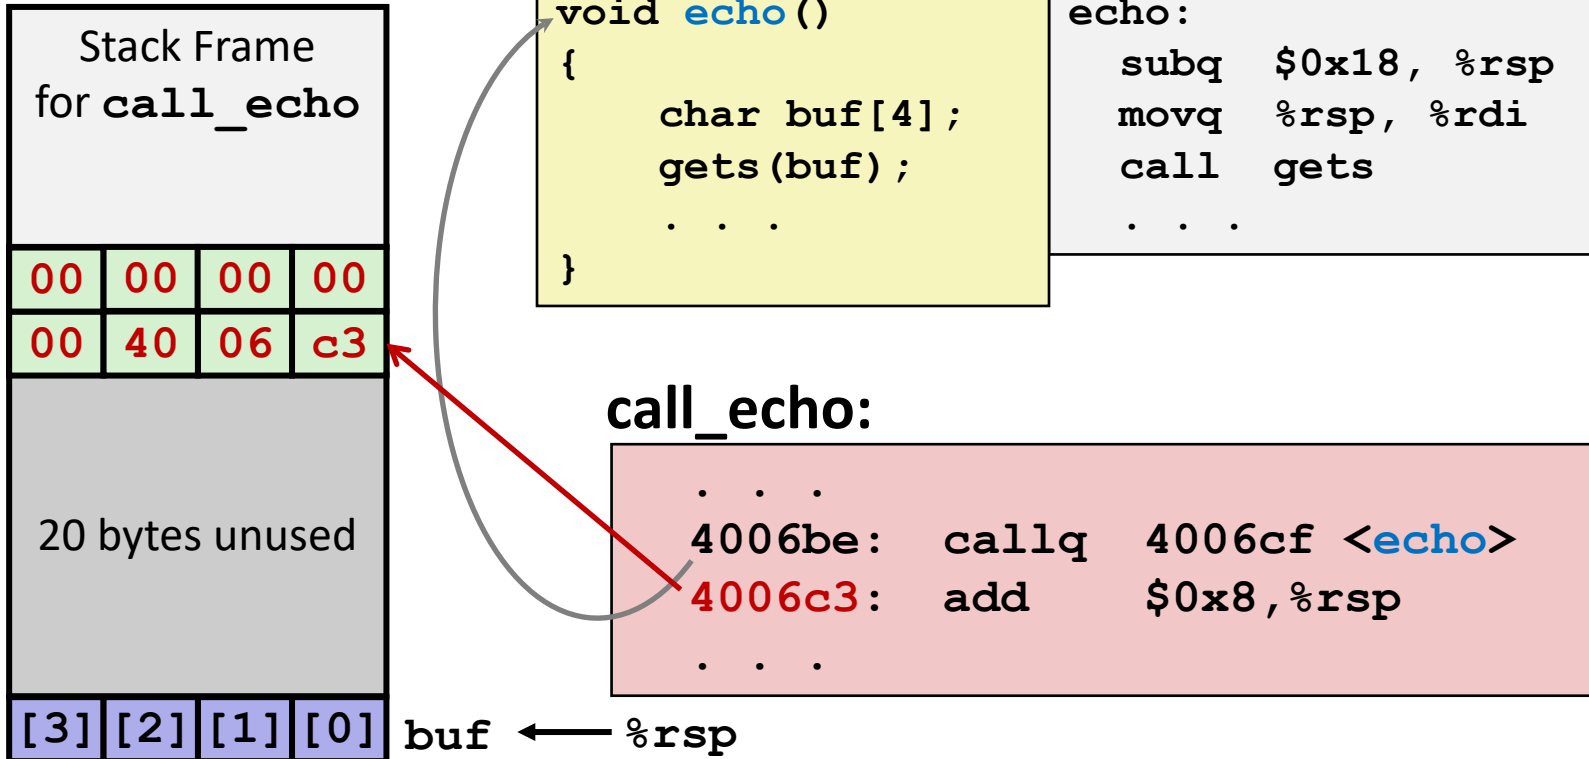 Stack Frame
for call_echo
00 00 00 00
00 40 06 c3
20 bytes unused
[3] [2] [1] [0] buf %rsp
void echo()
{
char buf[4];
gets(buf);
. . .
}
echo:
subq $0x18, %rsp
movq %rsp, %rdi
call gets
. . .
call_echo:
. . .
4006be: callq 4006cf <echo>
4006c3: add $0x8,%rsp
. . .